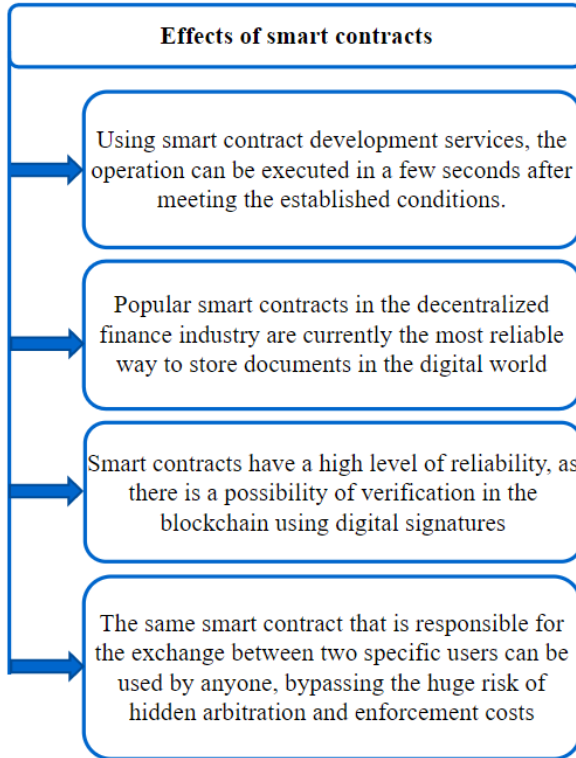 Effects of smart contracts
Using smart contract development services, the
operation can be executed in a few seconds after
meeting the established conditions.
Popular smart contracts in the decentralized
finance industry are currently the most reliable
way to store documents in the digital world
Smart contracts have a high level of reliability, as
there is a possibility of verification in the
blockchain using digital signatures
The same smart contract that is responsible for
the exchange between two specific users can be
used by anyone, bypassing the huge risk of
hidden arbitration and enforcement costs